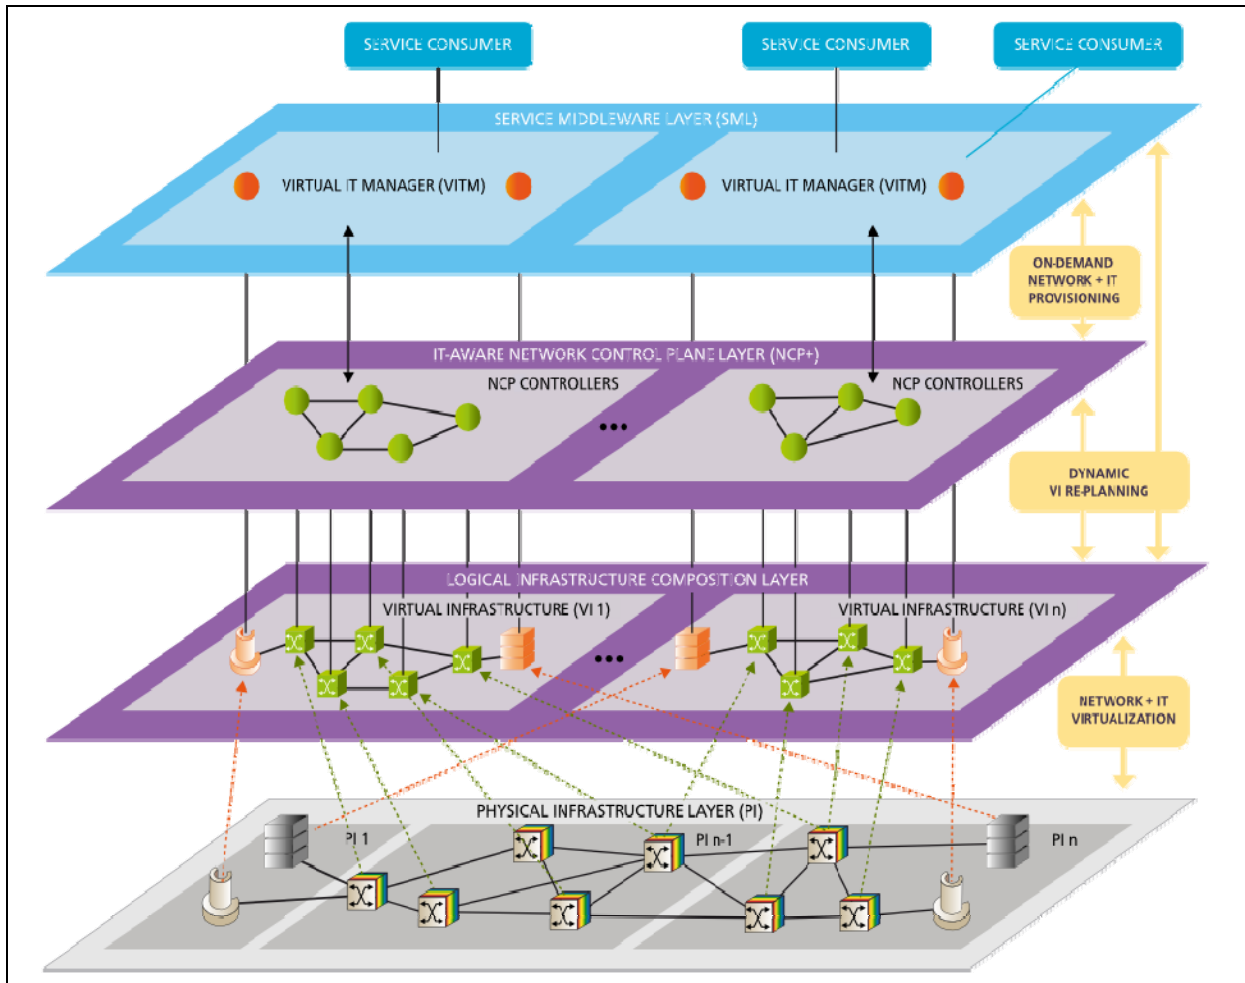 SERVICE CONSUMER
SERVICE CONSUMER
SERVICE CONSUMER
SERVICE MIDDLEWARE LAYER (SML)
VIRTUAL IT MANAGER (VITM)
VIRTUAL IT MANAGER (VITM)
ON-DEMAND
NETWORK + IT
PROVISIONING
IT-AWARE NETWORK CONTROL PLANE LAYER (NCP+)
NCP CONTROLLERS
NCP CONTROLLERS
...
DYNAMIC
VI RE-PLANNING
LOGICAL INFRASTRUCTURE COMPOSITION LAYER
VIRTUAL INFRASTRUCTURE (VI 1)
VIRTUAL INFRASTRUCTURE (VI n)
...
NETWORK + IT
VIRTUALIZATION
PHYSICAL INFRASTRUCTURE LAYER (PI)
PI 1
PI n-1
PI n